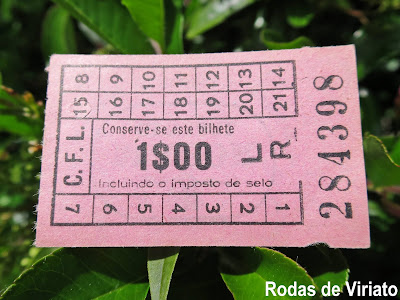 8 9 10 11 12 13 14
15 16 17 18 19 20 21
C. F. L.
Conserve-se este bilhete
1$00
L R
Incluindo o imposto de selo
7 6 5 4 3 2 1
284398
Rodas de Viriato